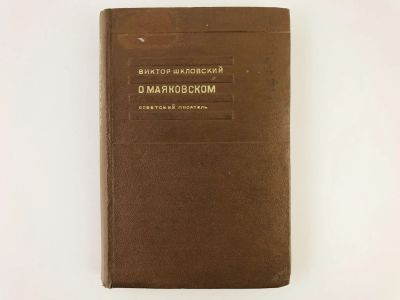 ВИКТОР ШКЛОВСКИЙ
О МАЯКОВСКОМ
СОВЕТСКИЙ ПИСАТЕЛЬ